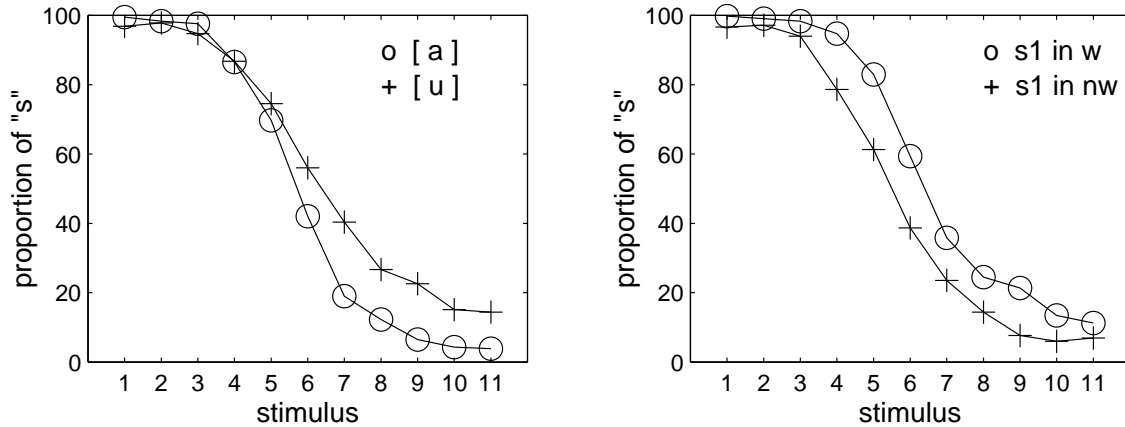 proportion of "s"
100
80
60
40
20
0
o [ a ]
+ [ u ]
1 2 3 4 5 6 7 8 9 10 11
stimulus
proportion of "s"
100
80
60
40
20
0
o s1 in w
+ s1 in nw
1 2 3 4 5 6 7 8 9 10 11
stimulus